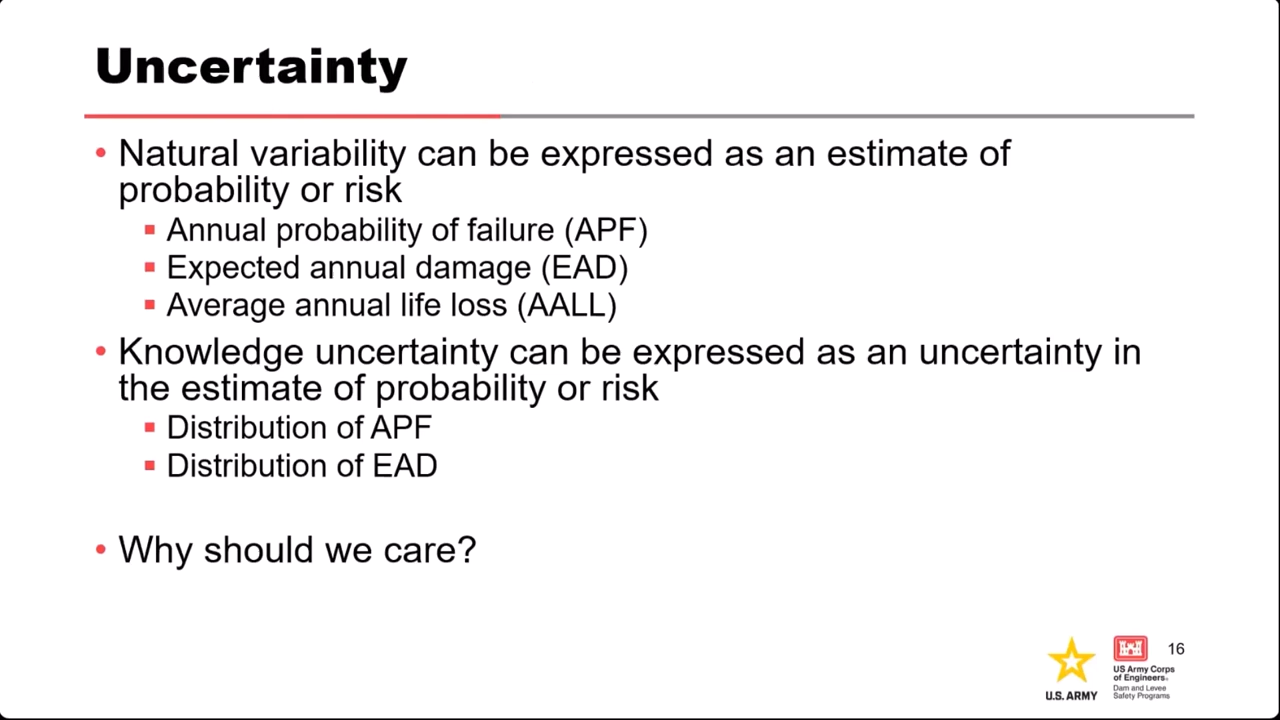 Uncertainty
• Natural variability can be expressed as an estimate of
probability or risk
▪ Annual probability of failure (APF)
▪ Expected annual damage (EAD)
▪ Average annual life loss (AALL)
• Knowledge uncertainty can be expressed as an uncertainty in
the estimate of probability or risk
▪ Distribution of APF
▪ Distribution of EAD
• Why should we care?
U.S. ARMY
US Army Corps
of Engineers®
Dam and Levee
Safety Programs
16